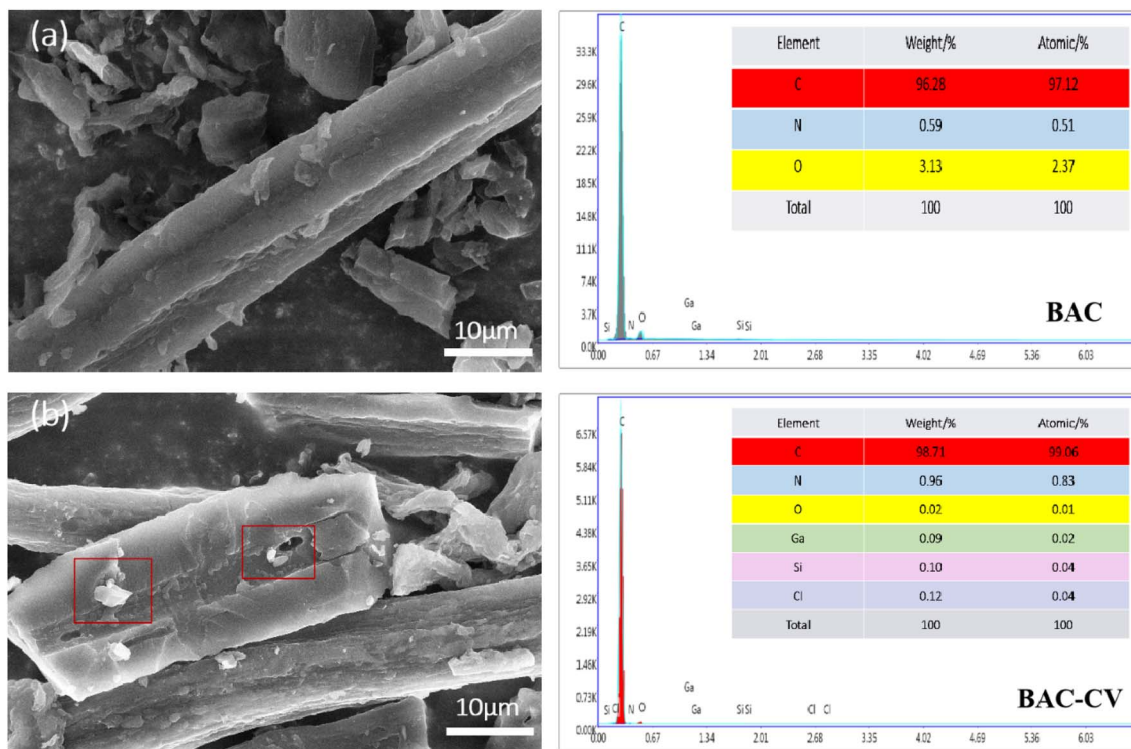 (a)
10µm
C
33.3K
29.6K
25.9K
22.2K
18.5K
14.8K
11.1K
7.4K
3.7K
0.0K
Si N O Ga Ga Si Si
0.00 0.67 1.34 2.01 2.68 3.35 4.02 4.69 5.36 6.03
Element Weight/% Atomic/%
C 96.28 97.12
N 0.59 0.51
O 3.13 2.37
Total 100 100
BAC
(b)
10µm
C
6.57K
5.84K
5.11K
4.38K
3.65K
2.92K
2.19K
1.46K
0.73K
0.00K
Si Cl N O Ga Ga Si Si Cl Cl
0.00 0.67 1.34 2.01 2.68 3.35 4.02 4.69 5.36 6.03
Element Weight/% Atomic/%
C 98.71 99.06
N 0.96 0.83
O 0.02 0.01
Ga 0.09 0.02
Si 0.10 0.04
Cl 0.12 0.04
Total 100 100
BAC-CV